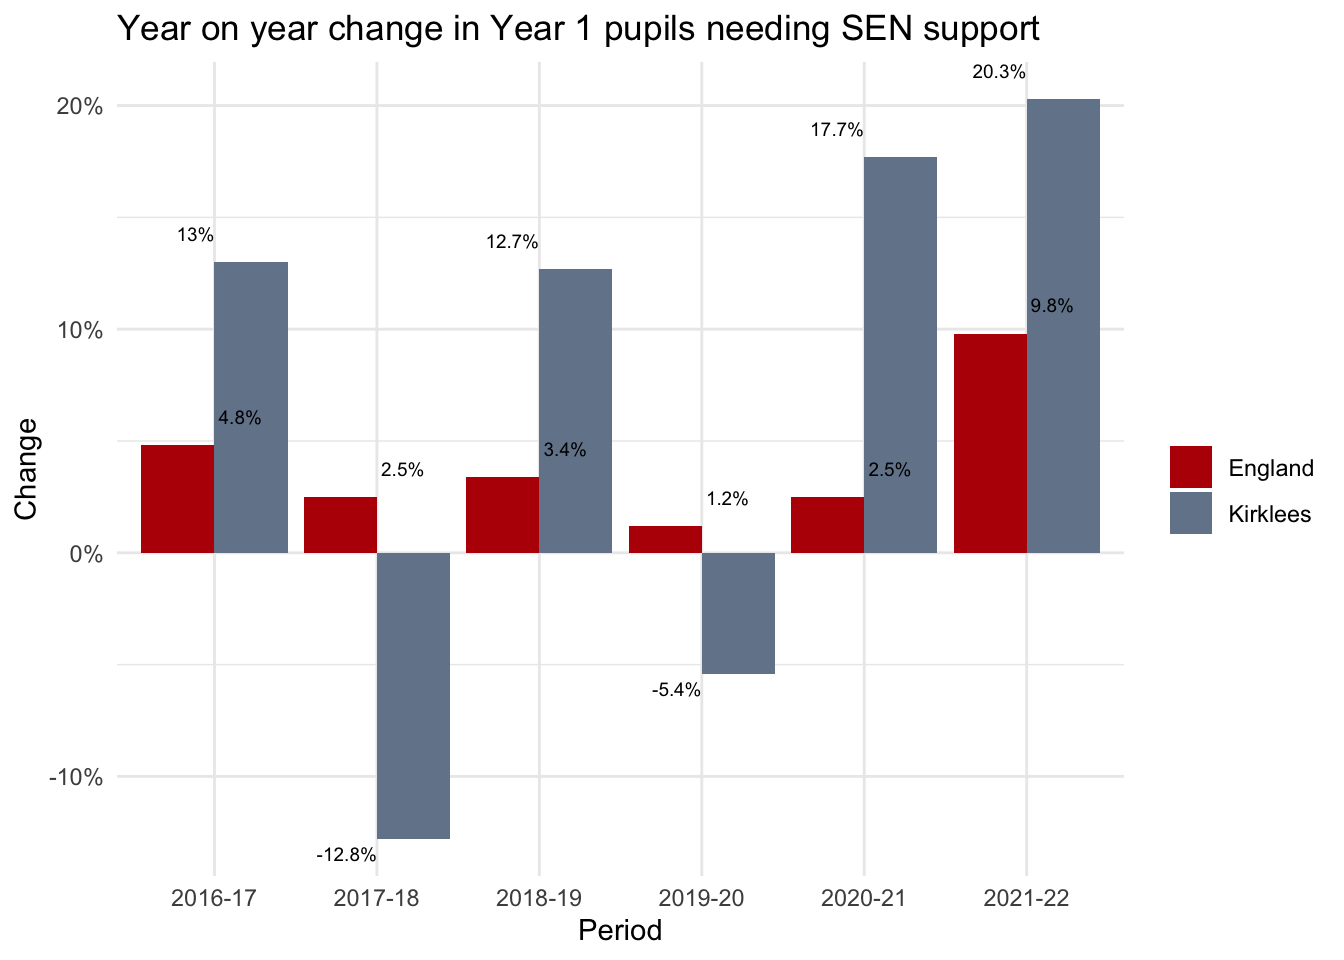 Year on year change in Year 1 pupils needing SEN support
20.3%
20%
17.7%
13%
12.7%
10%
9.8%
4.8%
3.4%
2.5%
2.5%
1.2%
Change
England
Kirklees
0%
-5.4%
-10%
-12.8%
2016-17 2017-18 2018-19 2019-20 2020-21 2021-22
Period